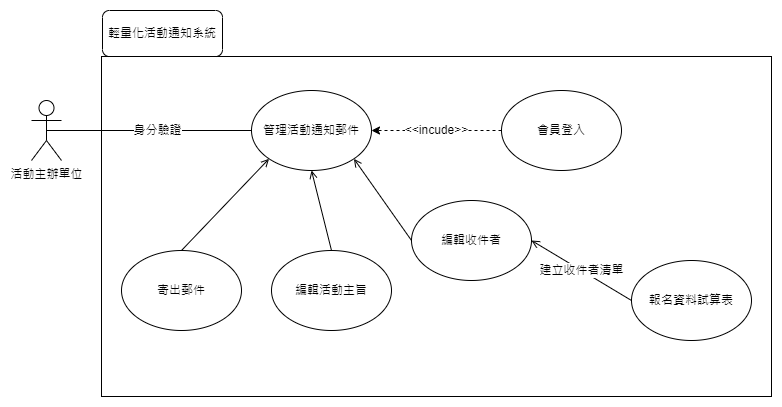 輕量化活動通知系統
身分驗證
管理活動通知郵件
<<incude>>
會員登入
活動主辦單位
編輯收件者
建立收件者清單
寄出郵件
編輯活動主旨
報名資料試算表